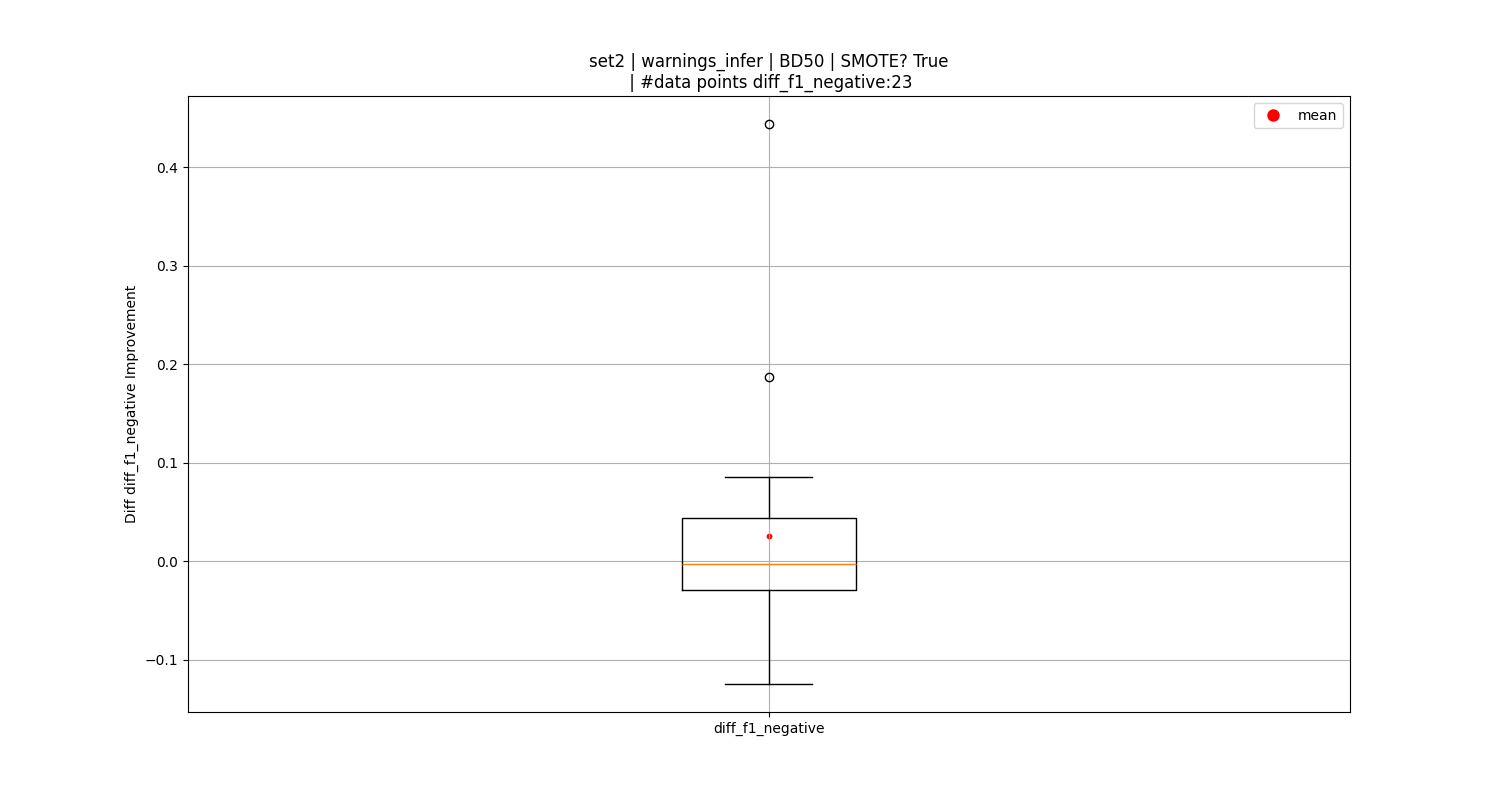 set2 | warnings_infer | BD50 | SMOTE? True
| #data points diff_f1_negative:23
mean
0.4
0.3
0.2
0.1
0.0
−0.1
Diff diff_f1_negative Improvement
diff_f1_negative